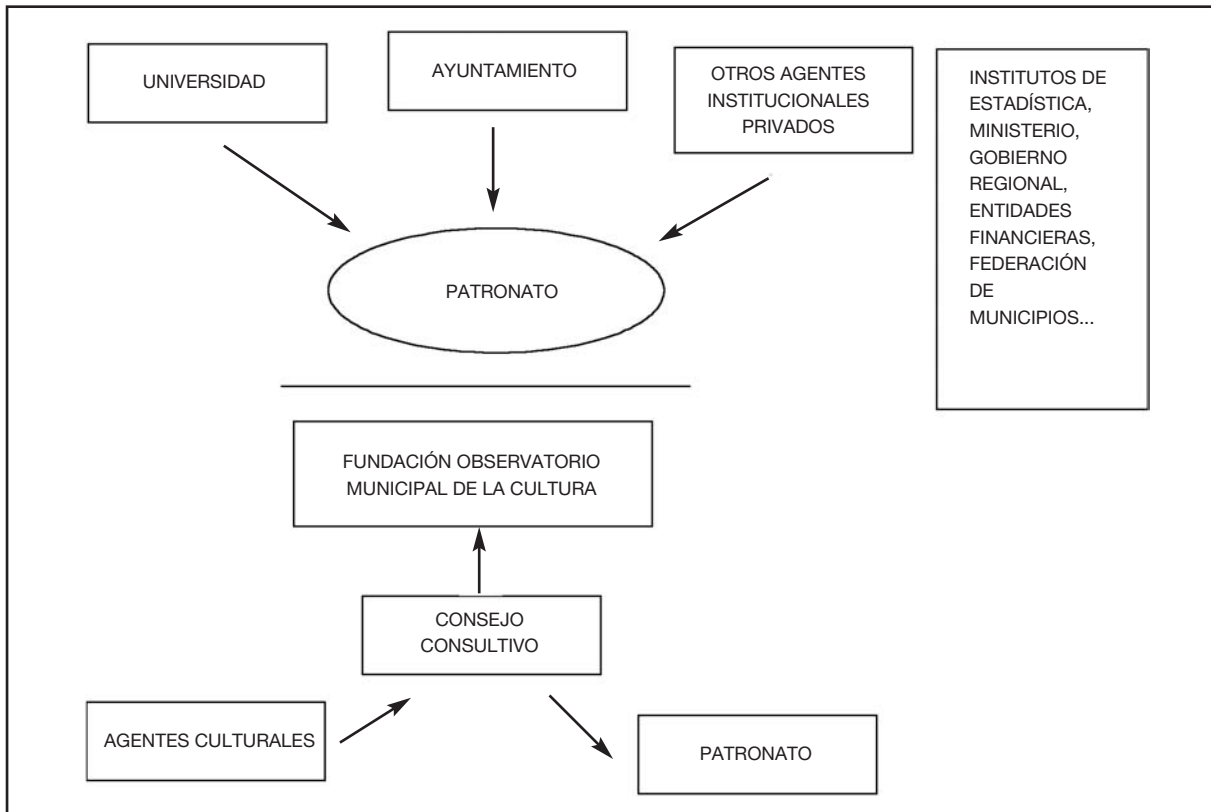 UNIVERSIDAD
AYUNTAMIENTO
OTROS AGENTES
INSTITUCIONALES
PRIVADOS
INSTITUTOS DE
ESTADÍSTICA,
MINISTERIO,
GOBIERNO
REGIONAL,
ENTIDADES
FINANCIERAS,
FEDERACIÓN
DE
MUNICIPIOS...
PATRONATO
FUNDACIÓN OBSERVATORIO
MUNICIPAL DE LA CULTURA
CONSEJO
CONSULTIVO
AGENTES CULTURALES
PATRONATO